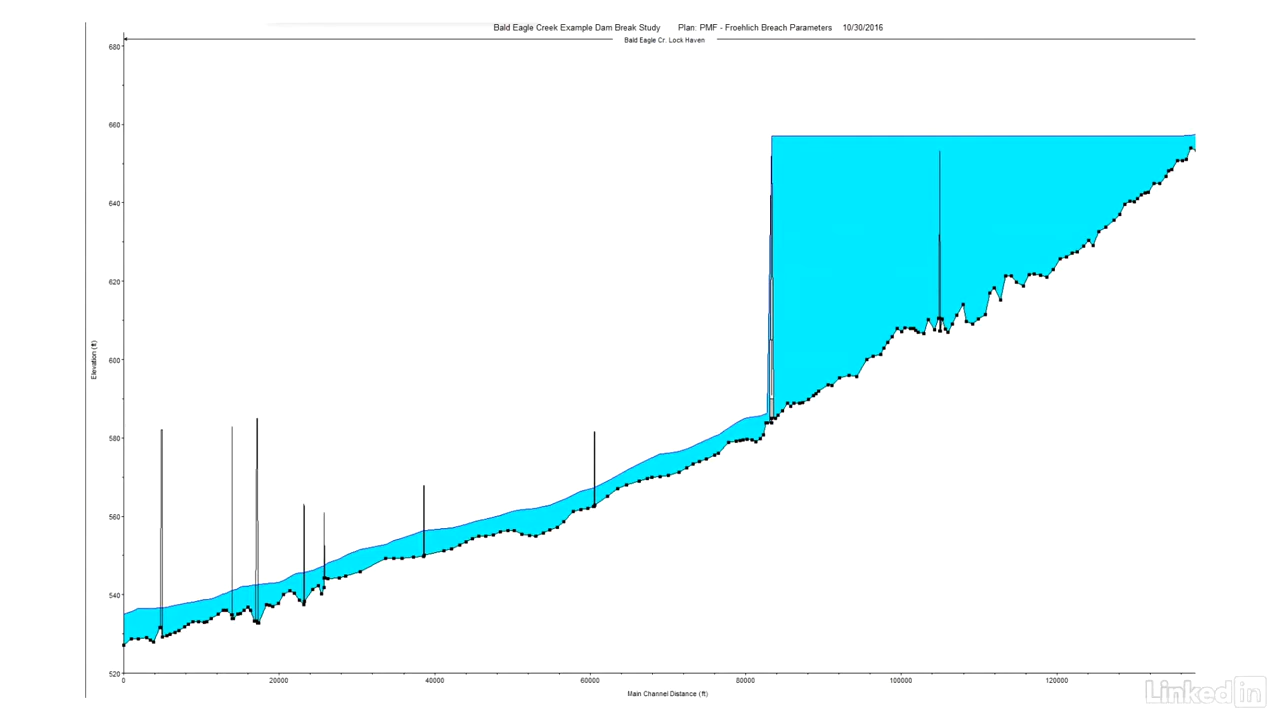 Bald Eagle Creek Example Dam Break Study Plan: PMF - Froehlich Breach Parameters 10/30/2016
Bald Eagle Cr. Lock Haven
680
660
640
620
600
580
560
540
520
Elevation (ft)
0 20000 40000 60000 80000 100000 120000
Main Channel Distance (ft)
Linked in